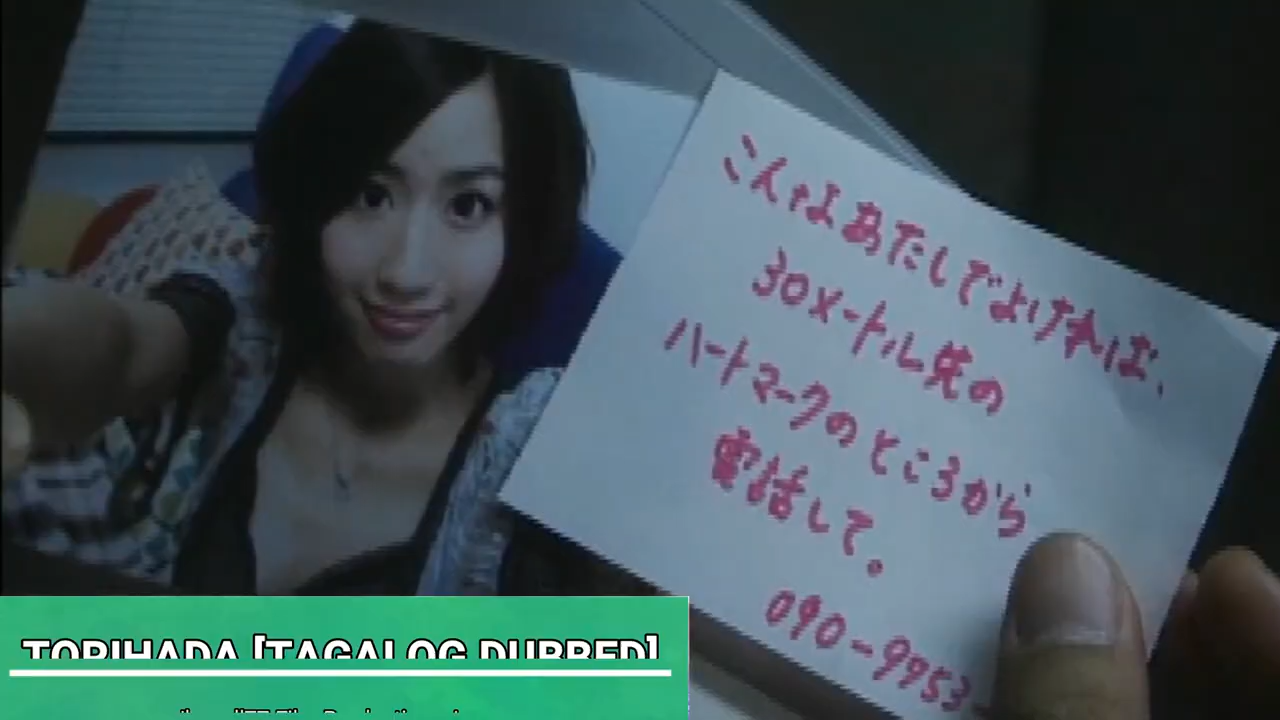 こんなあたしでよければ、
30メートル先の
ハートマークのところから
電話して。
090-9953
TORIHADA [TAGALOG DUBBED]